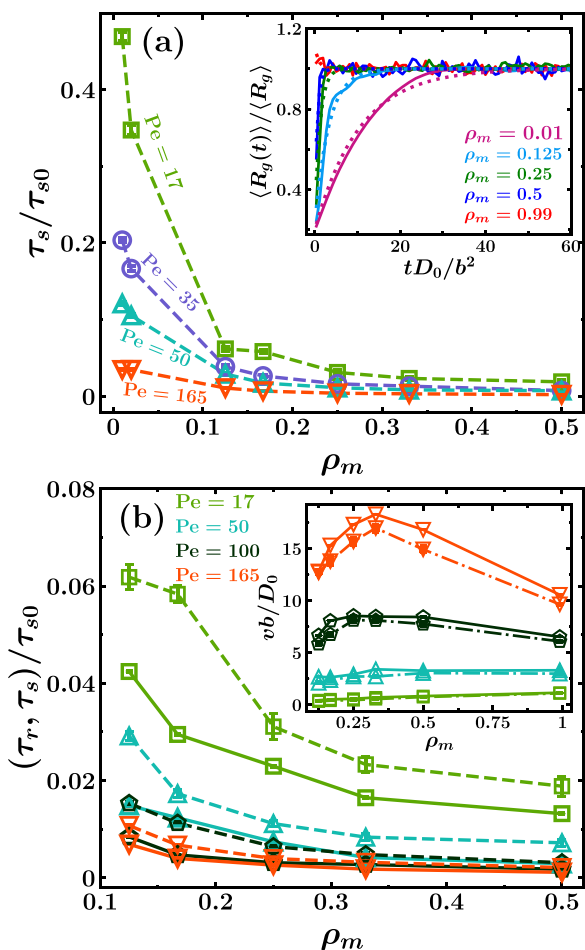 (a)
τ_s/τ_{s0}
0.4
0.2
0
Pe = 17
Pe = 35
Pe = 50
Pe = 165
0 0.1 0.2 0.3 0.4 0.5
ρ_m
⟨R_g(t)⟩/⟨R_g⟩
1.2
0.8
0.4
ρ_m = 0.01
ρ_m = 0.125
ρ_m = 0.25
ρ_m = 0.5
ρ_m = 0.99
0 20 40 60
tD_0/b^2
(b)
(τ_r, τ_s)/τ_{s0}
0.08
0.06
0.04
0.02
0
Pe = 17
Pe = 50
Pe = 100
Pe = 165
0.1 0.2 0.3 0.4 0.5
ρ_m
vb/D_0
15
10
5
0
0.25 0.5 0.75 1
ρ_m